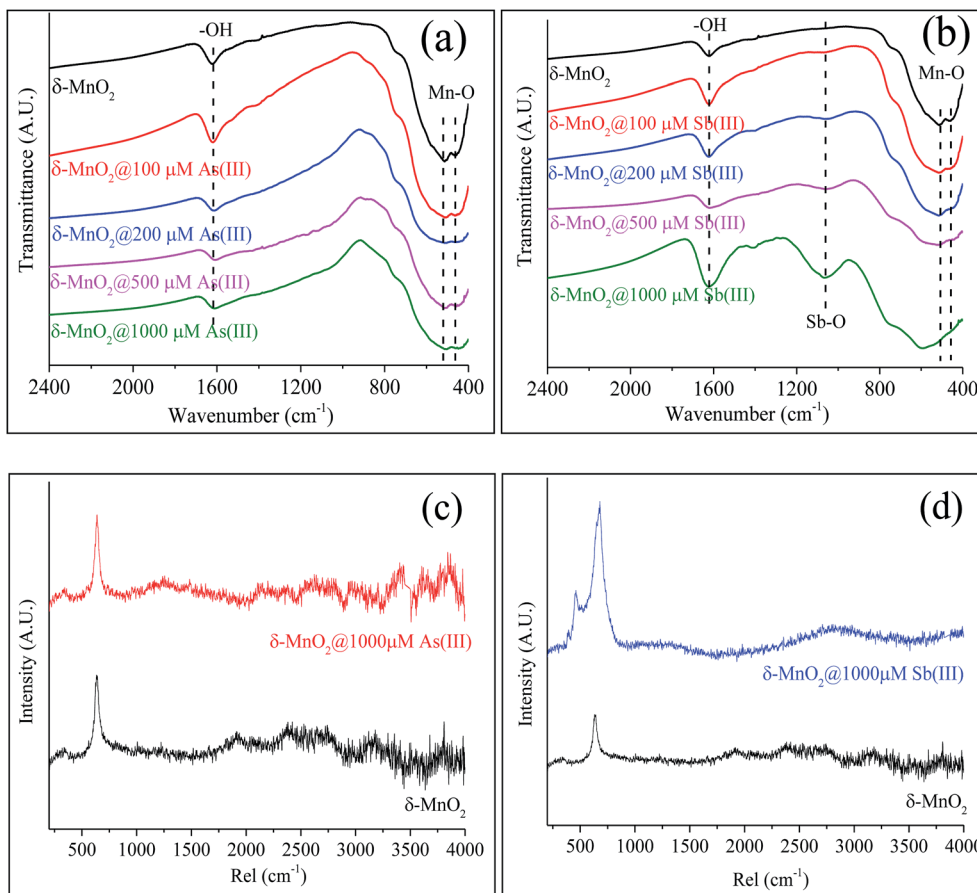 (a)
-OH
Mn-O
δ-MnO₂
δ-MnO₂@100 μM As(III)
δ-MnO₂@200 μM As(III)
δ-MnO₂@500 μM As(III)
δ-MnO₂@1000 μM As(III)
Transmittance (A.U.)
2400 2000 1600 1200 800 400
Wavenumber (cm⁻¹)
(b)
-OH
Mn-O
δ-MnO₂
δ-MnO₂@100 μM Sb(III)
δ-MnO₂@200 μM Sb(III)
δ-MnO₂@500 μM Sb(III)
δ-MnO₂@1000 μM Sb(III)
Sb-O
Transmittance (A.U.)
2400 2000 1600 1200 800 400
Wavenumber (cm⁻¹)
(c)
δ-MnO₂@1000μM As(III)
δ-MnO₂
Intensity (A.U.)
500 1000 1500 2000 2500 3000 3500 4000
Rel (cm⁻¹)
(d)
δ-MnO₂@1000μM Sb(III)
δ-MnO₂
Intensity (A.U.)
500 1000 1500 2000 2500 3000 3500 4000
Rel (cm⁻¹)